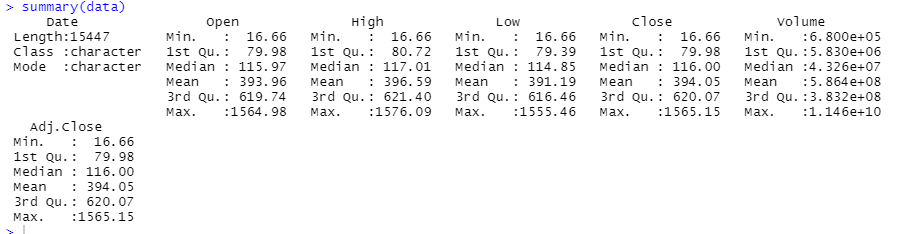 > summary(data)
     Date                Open              High              Low              Close             Volume
 Length:15447       Min.   :  16.66   Min.   :  16.66   Min.   :  16.66   Min.   :  16.66   Min.   :6.800e+05
 Class :character   1st Qu.:  79.98   1st Qu.:  80.72   1st Qu.:  79.39   1st Qu.:  79.98   1st Qu.:5.830e+06
 Mode  :character   Median : 115.97   Median : 117.01   Median : 114.85   Median : 116.00   Median :4.326e+07
                    Mean   : 393.96   Mean   : 396.59   Mean   : 391.19   Mean   : 394.05   Mean   :5.864e+08
                    3rd Qu.: 619.74   3rd Qu.: 621.40   3rd Qu.: 616.46   3rd Qu.: 620.07   3rd Qu.:3.832e+08
                    Max.   :1564.98   Max.   :1576.09   Max.   :1555.46   Max.   :1565.15   Max.   :1.146e+10
   Adj.Close
 Min.   :  16.66
 1st Qu.:  79.98
 Median : 116.00
 Mean   : 394.05
 3rd Qu.: 620.07
 Max.   :1565.15
>